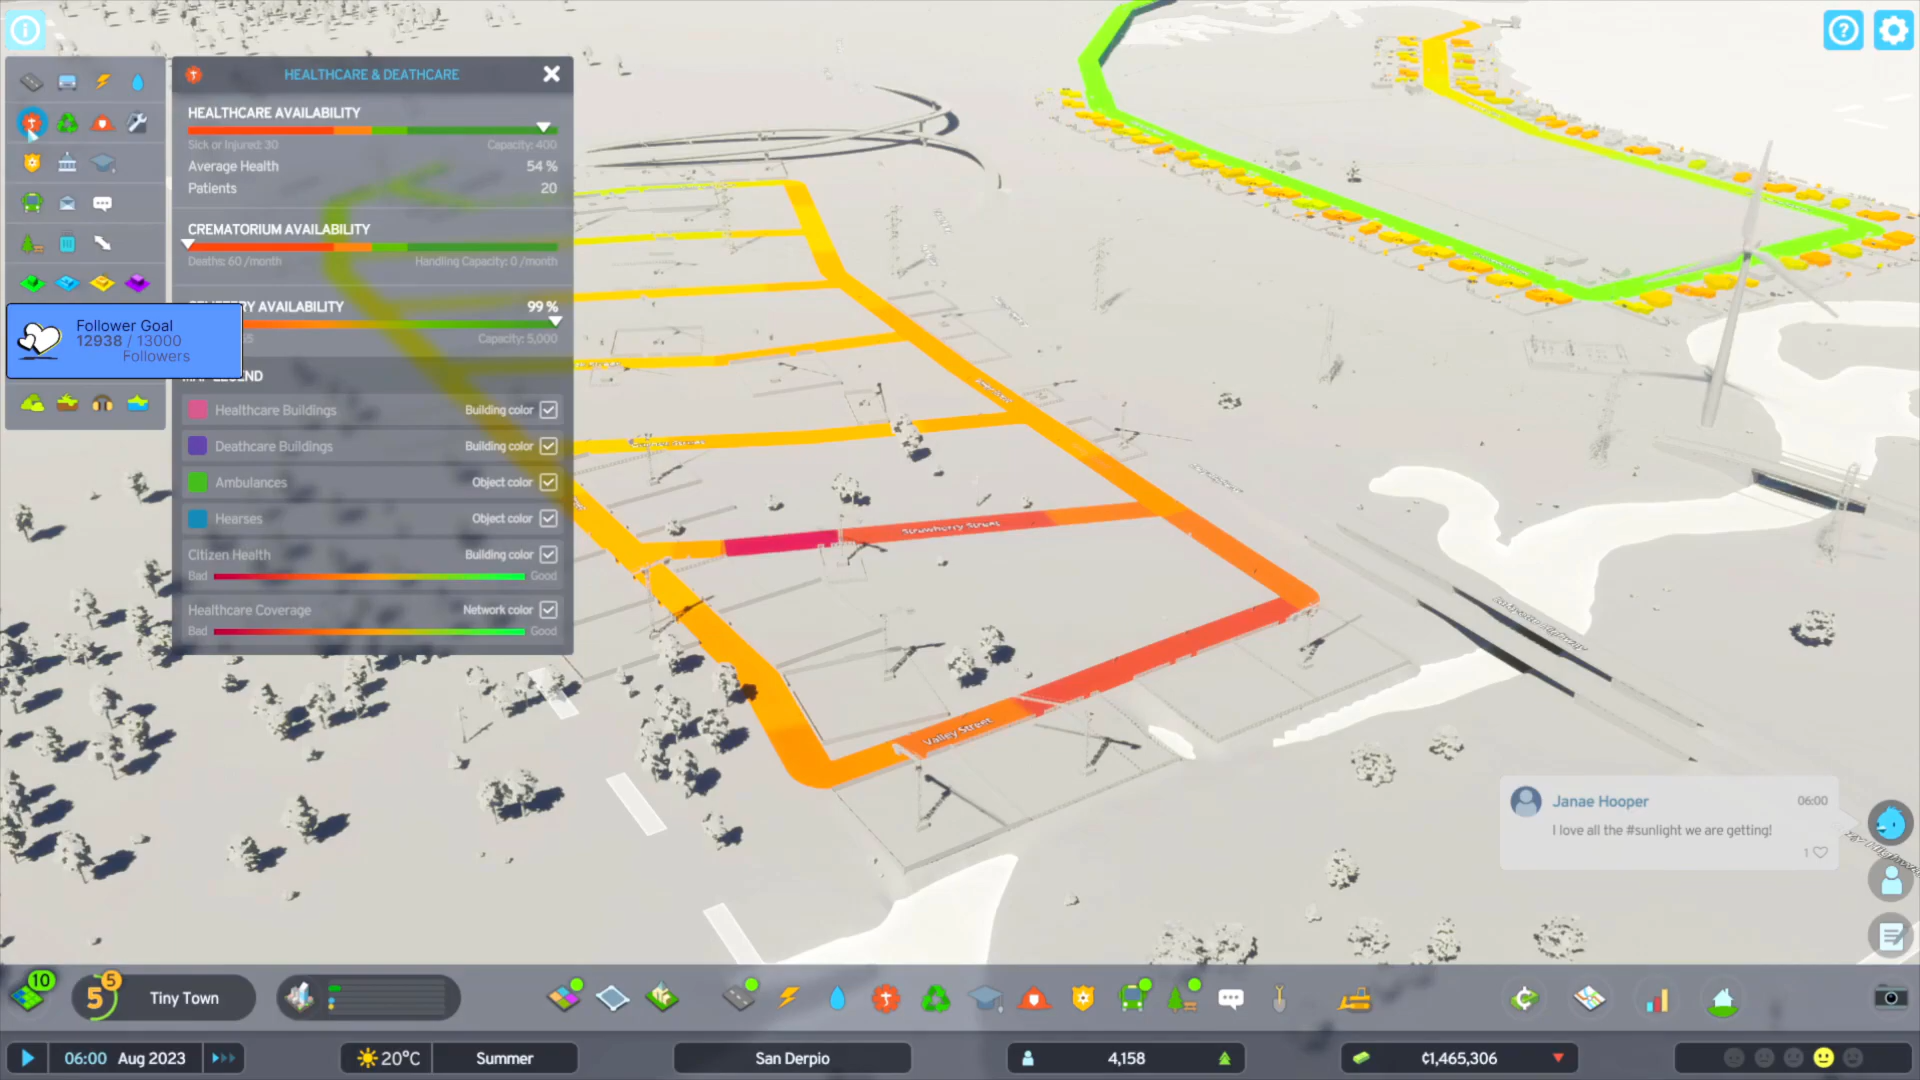 HEALTHCARE & DEATHCARE
HEALTHCARE AVAILABILITY
Sick or Injured: 30
Capacity: 400
Average Health
54 %
Patients
20
CREMATORIUM AVAILABILITY
Deaths: 60 /month
Handling Capacity: 0 /month
AVAILABILITY
99 %
Capacity: 5,000
Follower Goal
12938 / 13000
Followers
LEGEND
Healthcare Buildings
Building color
Deathcare Buildings
Building color
Ambulances
Object color
Hearses
Object color
Citizen Health
Building color
Bad
Good
Healthcare Coverage
Network color
Bad
Good
Strawberry Street
Valley Street
Janae Hooper
06:00
I love all the #sunlight we are getting!
1
10
5
5
Tiny Town
06:00
Aug 2023
20°C
Summer
San Derpio
4,158
¢1,465,306